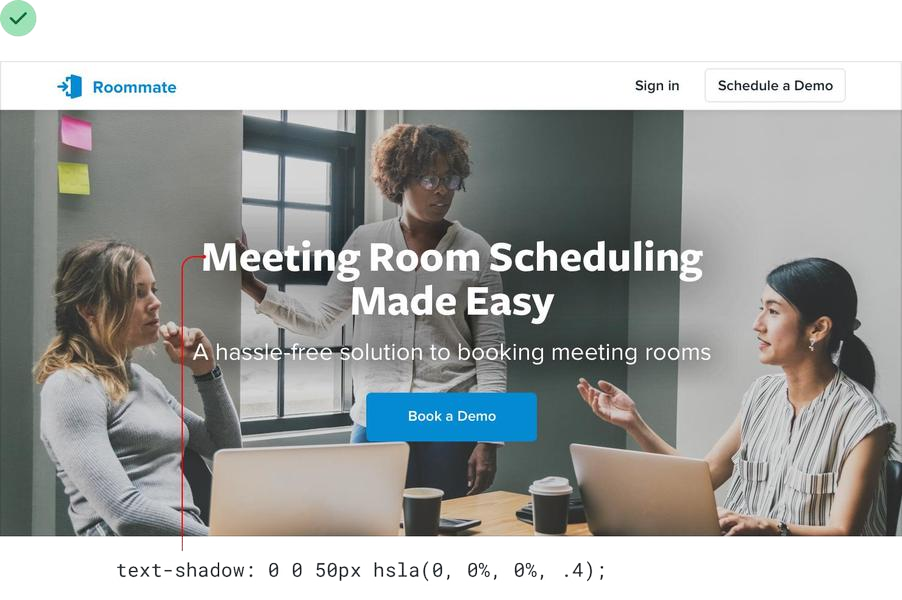 Roommate
Sign in
Schedule a Demo
Meeting Room Scheduling
Made Easy
A hassle-free solution to booking meeting rooms
Book a Demo
text-shadow: 0 0 50px hsla(0, 0%, 0%, .4);